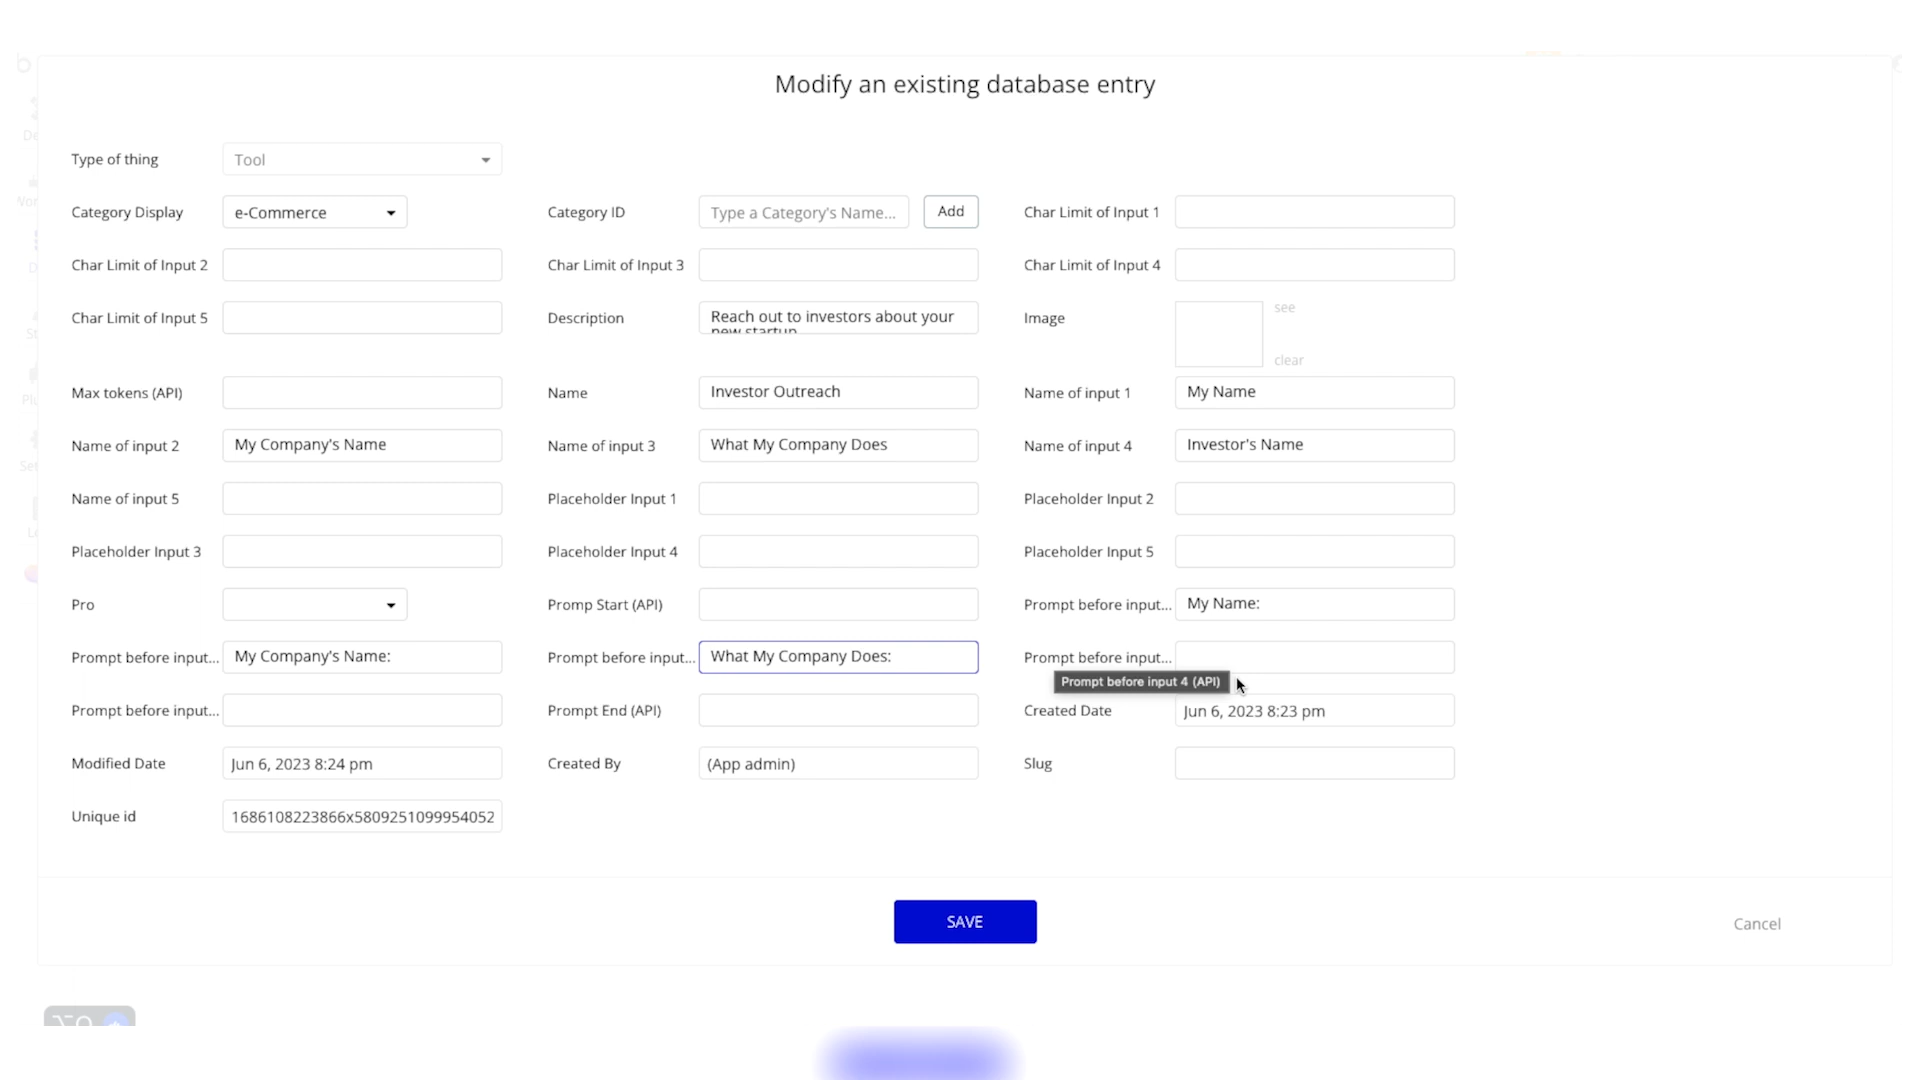 Modify an existing database entry
Type of thing Tool
Category Display e-Commerce Category ID Type a Category's Name... Add Char Limit of Input 1
Char Limit of Input 2 Char Limit of Input 3 Char Limit of Input 4
Char Limit of Input 5 Description Reach out to investors about your Image see
new startup
clear
Max tokens (API) Name Investor Outreach Name of input 1 My Name
Name of input 2 My Company's Name Name of input 3 What My Company Does Name of input 4 Investor's Name
Name of input 5 Placeholder Input 1 Placeholder Input 2
Placeholder Input 3 Placeholder Input 4 Placeholder Input 5
Pro Promp Start (API) Prompt before input... My Name:
Prompt before input... My Company's Name: Prompt before input... What My Company Does: Prompt before input...
Prompt before input 4 (API)
Prompt before input... Prompt End (API) Created Date Jun 6, 2023 8:23 pm
Modified Date Jun 6, 2023 8:24 pm Created By (App admin) Slug
Unique id 1686108223866x5809251099954052
SAVE Cancel